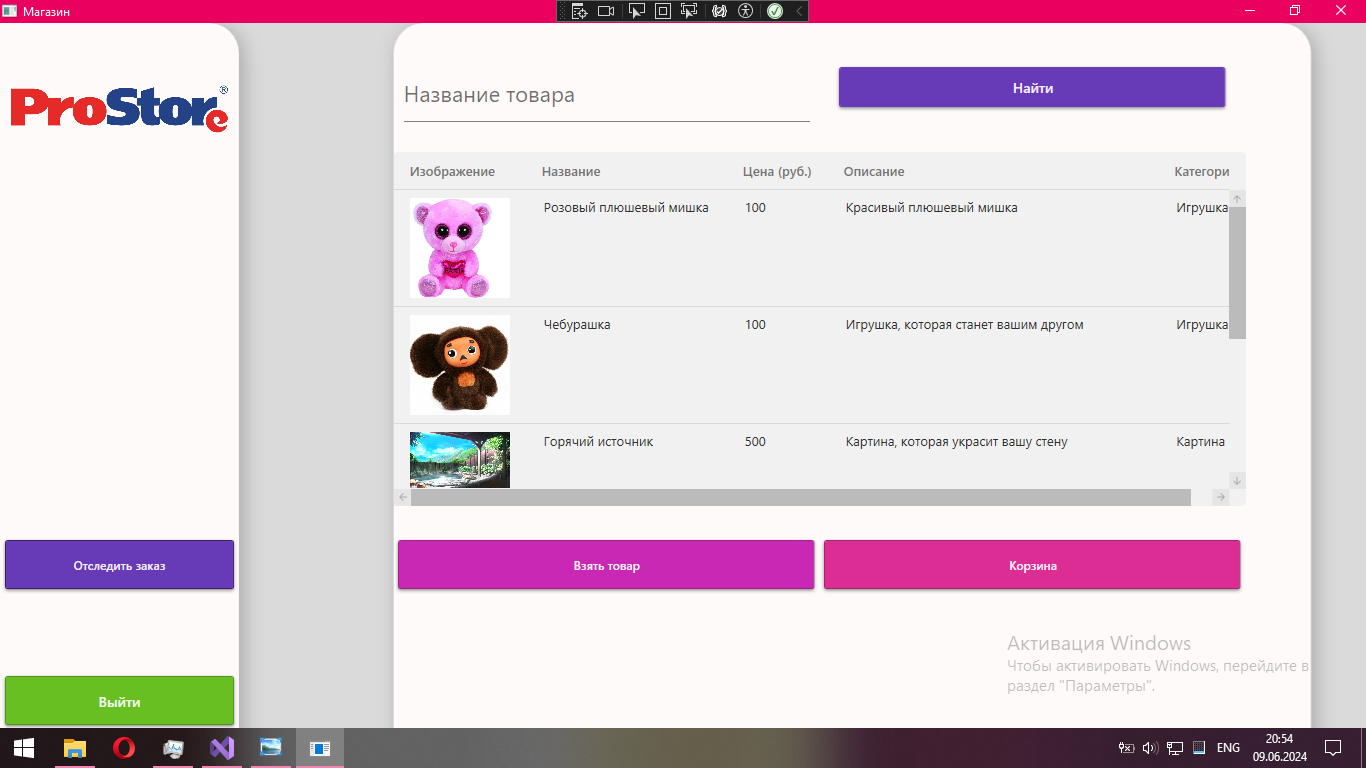 Магазин
ProStore®
Название товара
Найти
Изображение Название Цена (руб.) Описание Категори
Розовый плюшевый мишка 100 Красивый плюшевый мишка Игрушка
Чебурашка 100 Игрушка, которая станет вашим другом Игрушка
Горячий источник 500 Картина, которая украсит вашу стену Картина
Отследить заказ
Взять товар
Корзина
Активация Windows
Чтобы активировать Windows, перейдите в
раздел "Параметры".
Выйти
ENG
20:54
09.06.2024